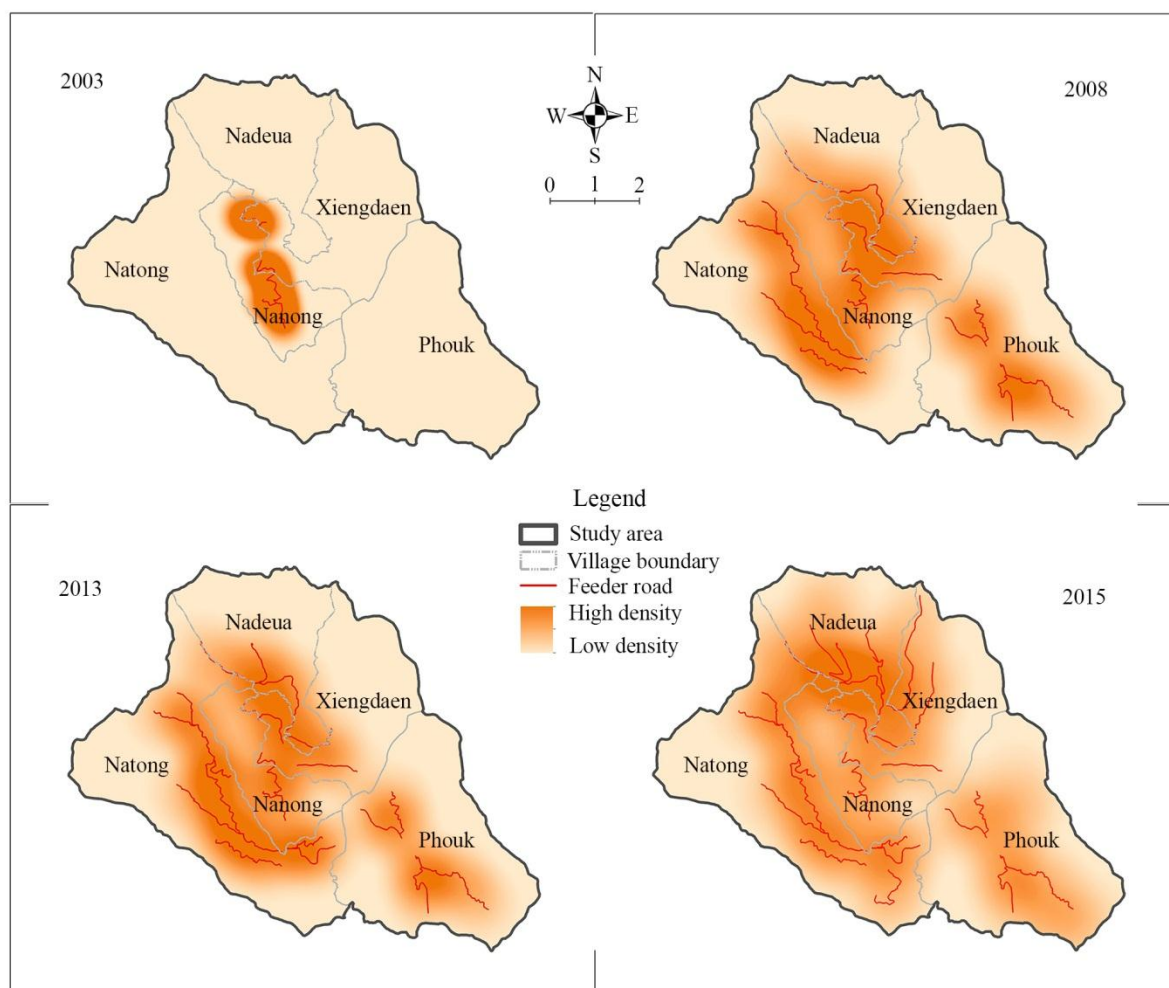 2003
Nadeua
Xiengdaen
Natong
Nanong
Phouk
N
W E
S
0 1 2
2008
Nadeua
Xiengdaen
Natong
Nanong
Phouk
Legend
Study area
Village boundary
Feeder road
High density
Low density
2013
Nadeua
Xiengdaen
Natong
Nanong
Phouk
2015
Nadeua
Xiengdaen
Natong
Nanong
Phouk